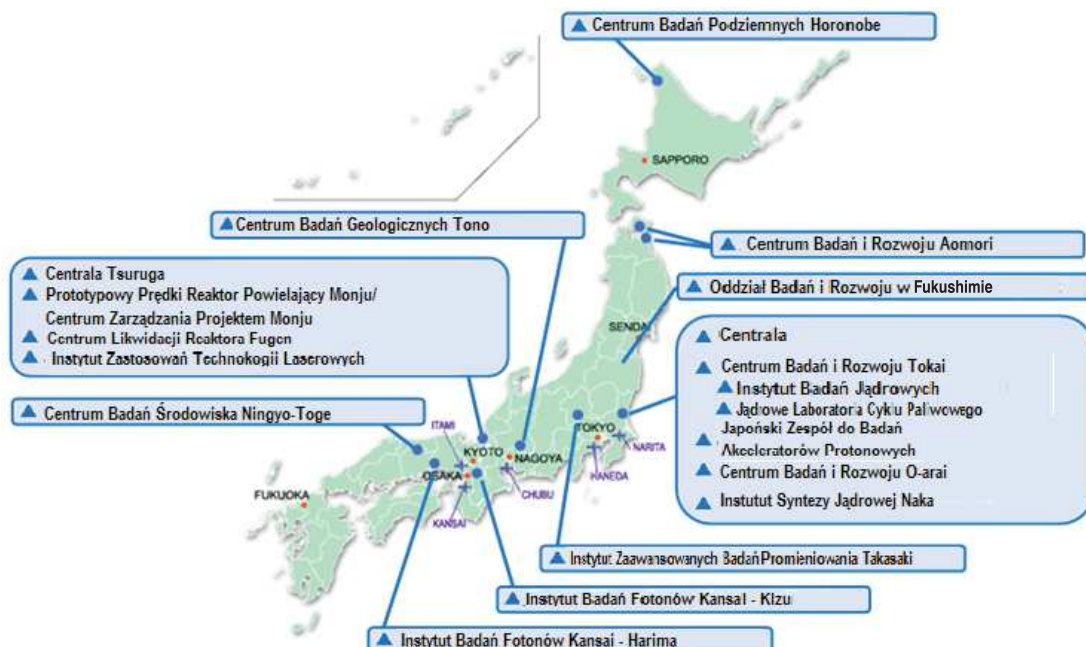 Centrum Badań Podziemnych Horonobe
SAPPORO
Centrum Badań Geologicznych Tono
Centrum Badań i Rozwoju Aomori
Centrala Tsuruga
Prototypowy Prędki Reaktor Powielający Monju/
Centrum Zarządzania Projektem Monju
Centrum Likwidacji Reaktora Fugen
Instytut Zastosowań Technokogii Laserowych
Oddział Badań i Rozwoju w Fukushimie
SENDAI
Centrala
Centrum Badań i Rozwoju Tokai
Instytut Badań Jądrowych
Jądrowe Laboratoria Cyklu Paliwowego
Japoński Zespół do Badań
Akceleratorów Protonowych
Centrum Badań i Rozwoju O-arai
Instutut Syntezy Jądrowej Naka
Centrum Badań Środowiska Ningyo-Toge
ITAMI
KYOTO
NAGOYA
TOKYO
NARITA
HANEDA
OSAKA
CHUBU
KANSAI
FUKUOKA
Instytut Zaawansowanych Badań Promieniowania Takasaki
Instytut Badań Fotonów Kansai - Kizu
Instytut Badań Fotonów Kansai - Harima